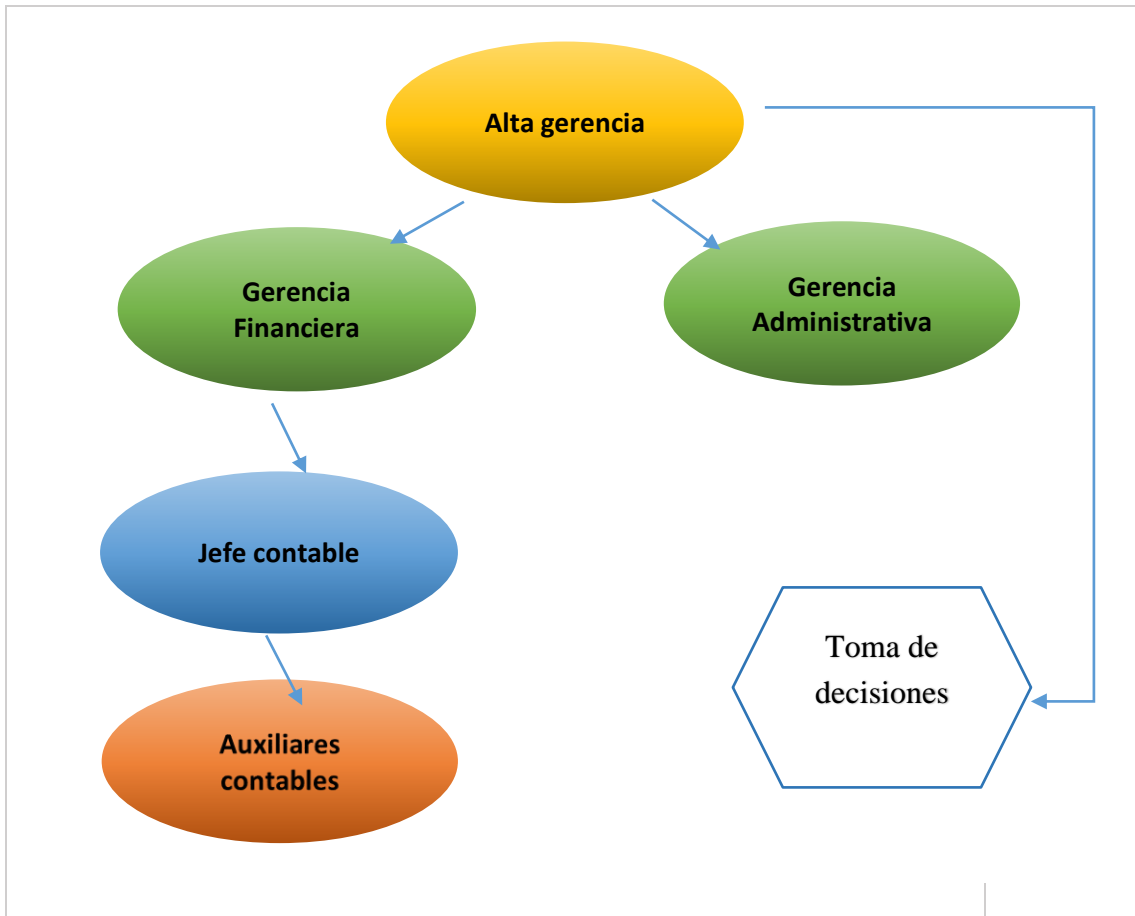 Alta gerencia
Gerencia
Financiera
Gerencia
Administrativa
Jefe contable
Toma de
decisiones
Auxiliares
contables